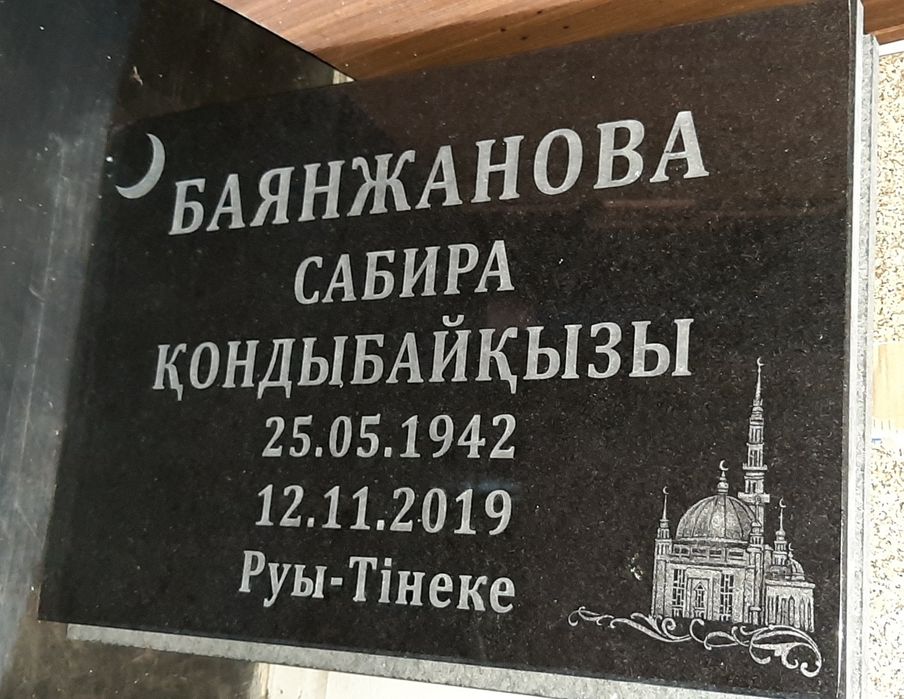 БАЯНЖАНОВА
САБИРА
ҚОНДЫБАЙҚЫЗЫ
25.05.1942
12.11.2019
Руы-Тінеке